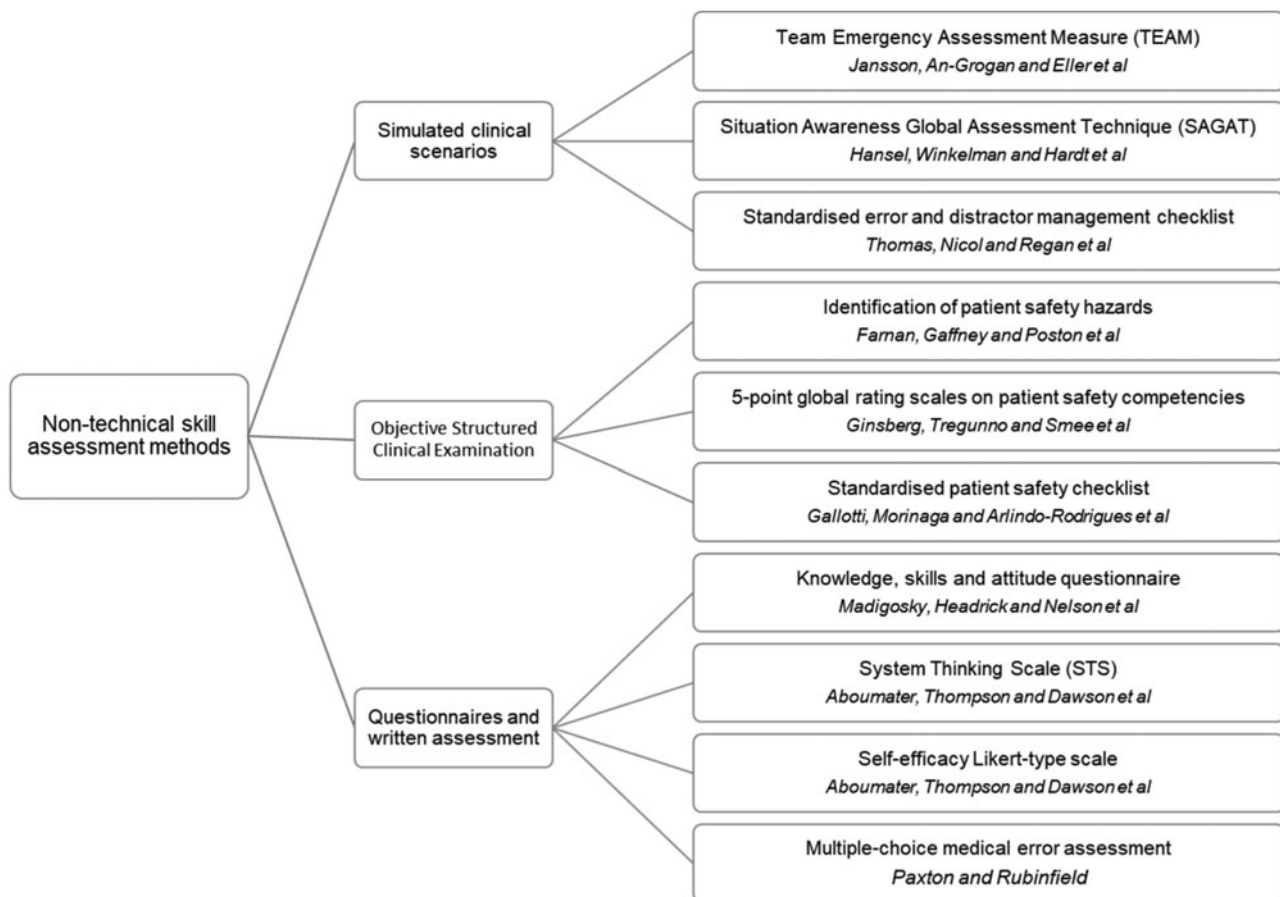 Non-technical skill
assessment methods
Simulated clinical
scenarios
Team Emergency Assessment Measure (TEAM)
Jansson, An-Grogan and Eller et al
Situation Awareness Global Assessment Technique (SAGAT)
Hansel, Winkelman and Hardt et al
Standardised error and distractor management checklist
Thomas, Nicol and Regan et al
Objective Structured
Clinical Examination
Identification of patient safety hazards
Farnan, Gaffney and Poston et al
5-point global rating scales on patient safety competencies
Ginsberg, Tregunno and Smee et al
Standardised patient safety checklist
Gallotti, Morinaga and Arlindo-Rodrigues et al
Questionnaires and
written assessment
Knowledge, skills and attitude questionnaire
Madigosky, Headrick and Nelson et al
System Thinking Scale (STS)
Aboumater, Thompson and Dawson et al
Self-efficacy Likert-type scale
Aboumater, Thompson and Dawson et al
Multiple-choice medical error assessment
Paxton and Rubinfield